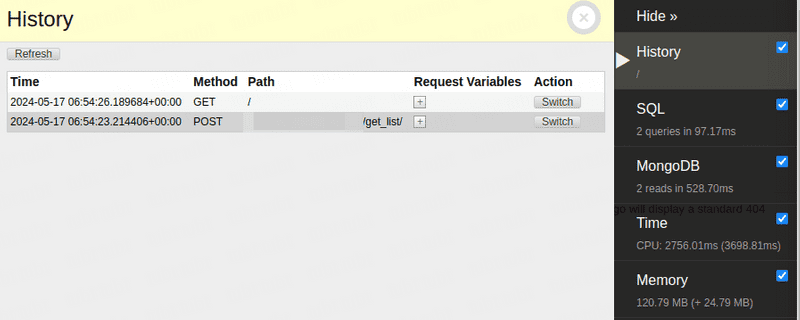 History
Refresh
Time Method Path Request Variables Action
2024-05-17 06:54:26.189684+00:00 GET / + Switch
2024-05-17 06:54:23.214406+00:00 POST /get_list/ + Switch
Hide »
History
/
SQL
2 queries in 97.17ms
MongoDB
2 reads in 528.70ms
go will display a standard 404
Time
CPU: 2756.01ms (3698.81ms)
Memory
120.79 MB (+ 24.79 MB)